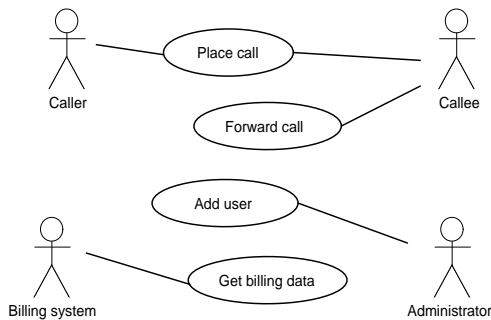 Place call
Caller
Callee
Forward call
Add user
Get billing data
Billing system
Administrator